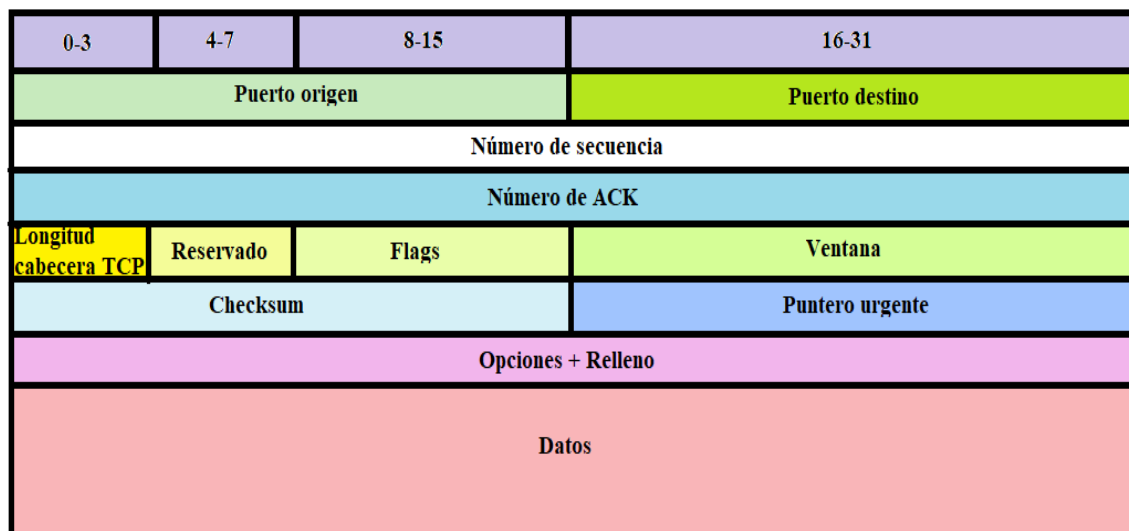 0-3 4-7 8-15 16-31
Puerto origen Puerto destino
Número de secuencia
Número de ACK
Longitud
cabecera TCP Reservado Flags Ventana
Checksum Puntero urgente
Opciones + Relleno
Datos